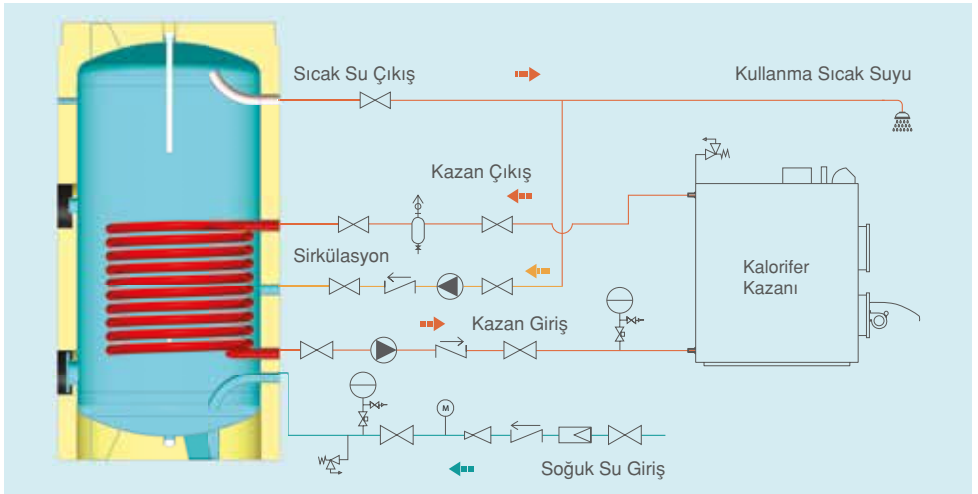 Sıcak Su Çıkış
Kullanma Sıcak Suyu
Kazan Çıkış
Sirkülasyon
Kalorifer
Kazanı
Kazan Giriş
M
Soğuk Su Giriş